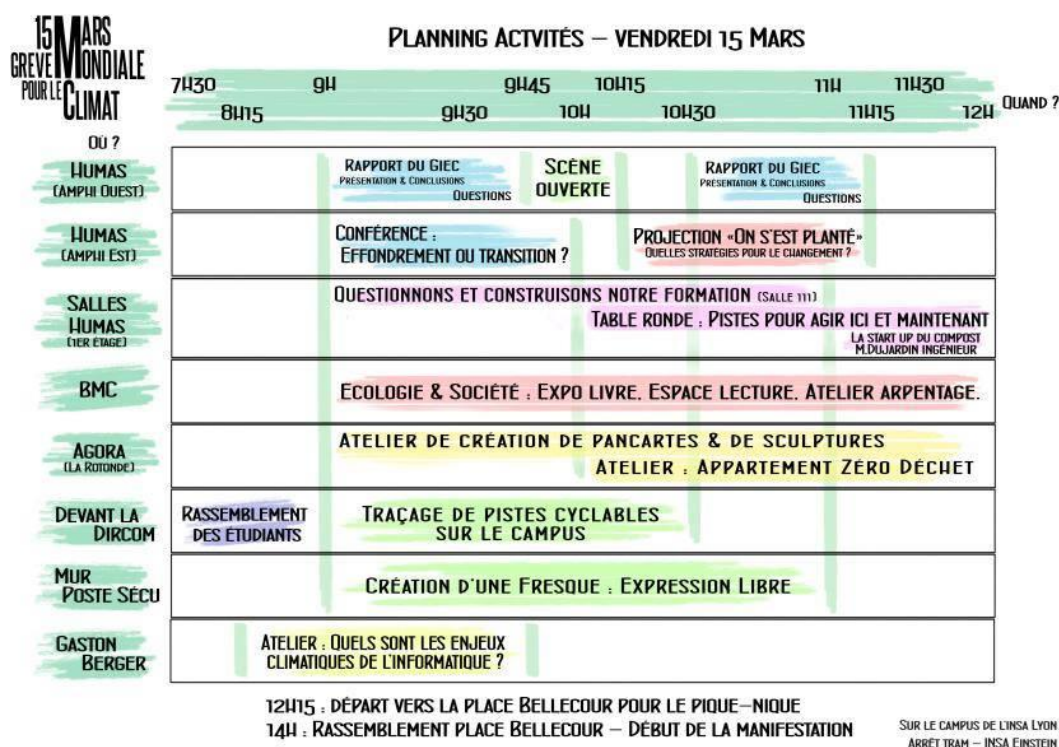 15 MARS
GRÈVE MONDIALE
POUR LE CLIMAT
PLANNING ACTVITÉS – VENDREDI 15 MARS
7H30 9H 9H45 10H15 11H 11H30
8H15 9H30 10H 10H30 11H15 12H
QUAND ?
OÙ ?
HUMAS
(AMPHI OUEST)
RAPPORT DU GIEC
PRÉSENTATION & CONCLUSIONS
QUESTIONS
SCÈNE
OUVERTE
RAPPORT DU GIEC
PRÉSENTATION & CONCLUSIONS
QUESTIONS
HUMAS
(AMPHI EST)
CONFÉRENCE :
EFFONDREMENT OU TRANSITION ?
PROJECTION «ON S'EST PLANTÉ»
QUELLES STRATÉGIES POUR LE CHANGEMENT ?
SALLES
HUMAS
(1ER ÉTAGE)
QUESTIONNONS ET CONSTRUISONS NOTRE FORMATION (SALLE 111)
TABLE RONDE : PISTES POUR AGIR ICI ET MAINTENANT
LA START UP DU COMPOST
M.DUJARDIN INGÉNIEUR
BMC
ECOLOGIE & SOCIÉTÉ : EXPO LIVRE, ESPACE LECTURE, ATELIER ARPENTAGE.
AGORA
(LA ROTONDE)
ATELIER DE CRÉATION DE PANCARTES & DE SCULPTURES
ATELIER : APPARTEMENT ZÉRO DÉCHET
DEVANT LA
DIRCOM
RASSEMBLEMENT
DES ÉTUDIANTS
TRAÇAGE DE PISTES CYCLABLES
SUR LE CAMPUS
MUR
POSTE SÉCU
CRÉATION D'UNE FRESQUE : EXPRESSION LIBRE
GASTON
BERGER
ATELIER : QUELS SONT LES ENJEUX
CLIMATIQUES DE L'INFORMATIQUE ?
12H15 : DÉPART VERS LA PLACE BELLECOUR POUR LE PIQUE–NIQUE
14H : RASSEMBLEMENT PLACE BELLECOUR – DÉBUT DE LA MANIFESTATION
SUR LE CAMPUS DE L'INSA LYON
ARRÊT TRAM – INSA EINSTEIN